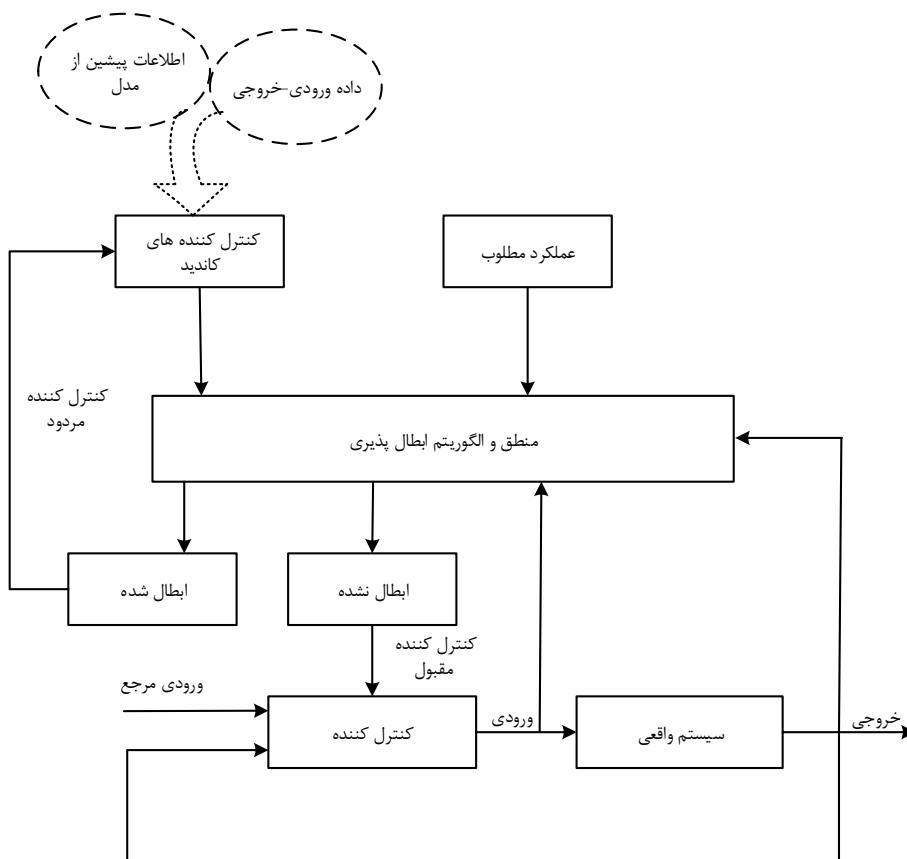 اطلاعات پیشین از
مدل
داده ورودی-خروجی
کنترل کننده های
کاندید
عملکرد مطلوب
کنترل کننده
مردود
منطق و الگوریتم ابطال پذیری
ابطال شده
ابطال نشده
کنترل کننده
مقبول
ورودی مرجع
کنترل کننده
ورودی
سیستم واقعی
خروجی